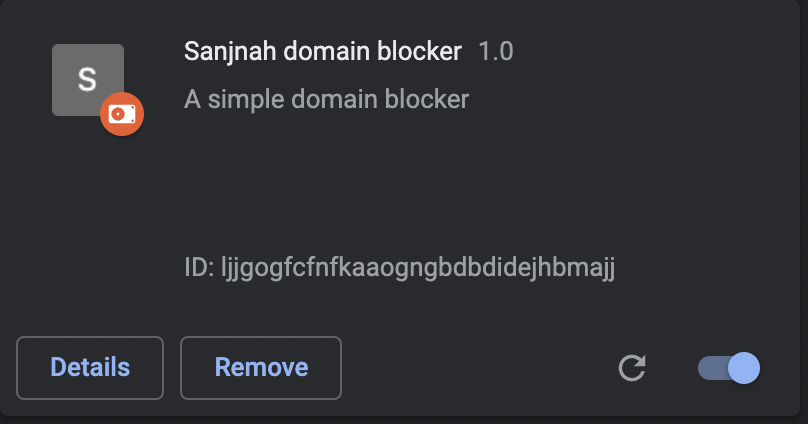 S
Sanjnah domain blocker 1.0
A simple domain blocker
ID: ljjgogfcfnfkaaogngbdbdidejhbmajj
Details
Remove